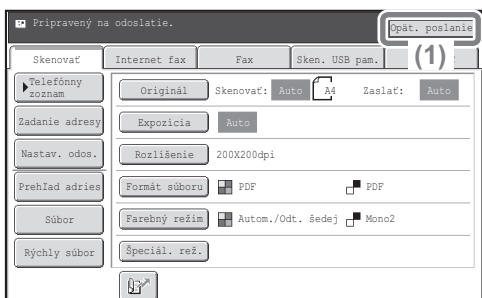 Pripravený na odoslatie.
Opät. poslanie
(1)
Skenovať
Internet fax
Fax
Sken. USB pam.
Telefónny zoznam
Originál
Skenovať:
Auto
A4
Zaslať:
Auto
Zadanie adresy
Expozícia
Auto
Nastav. odos.
Rozlíšenie
200X200dpi
Prehľad adries
Formát súboru
PDF
PDF
Súbor
Farebný režim
Autom./Odt. šedej
Mono2
Rýchly súbor
Špeciál. rež.